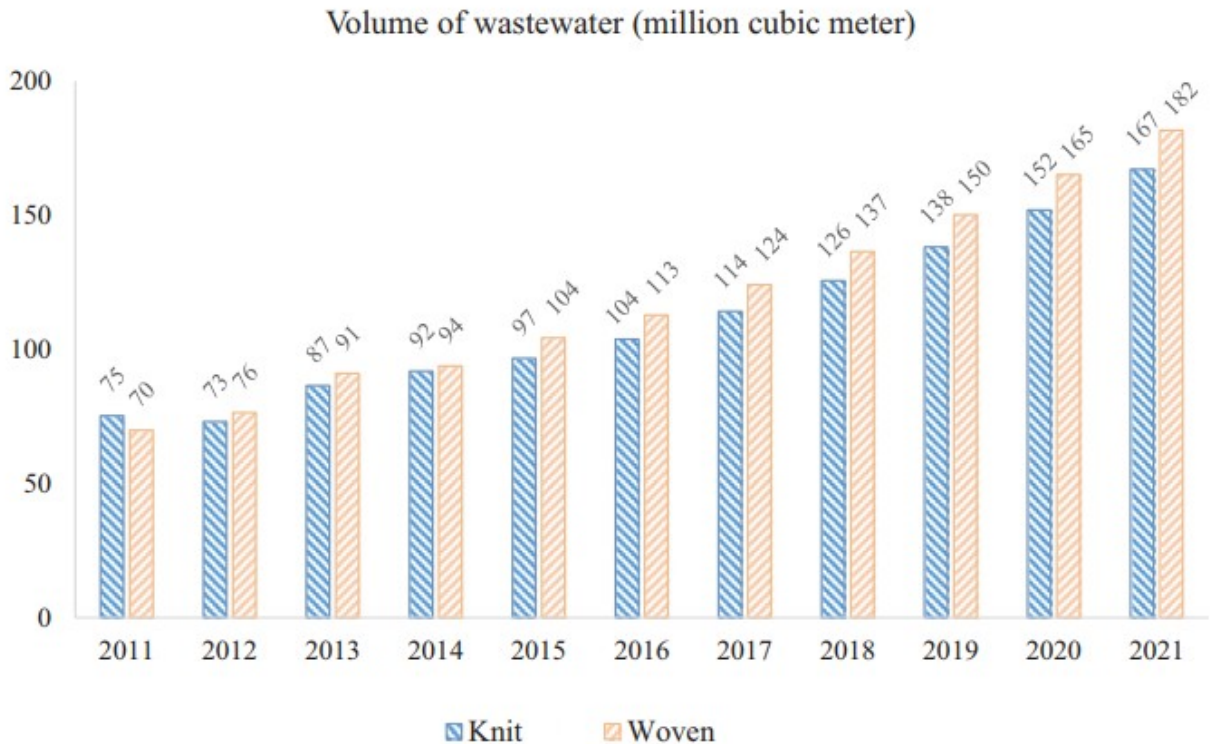 Volume of wastewater (million cubic meter)
200
150
100
50
0
75 70 73 76 87 91 92 94 97 104 104 113 114 124 126 137 138 150 152 165 167 182
2011 2012 2013 2014 2015 2016 2017 2018 2019 2020 2021
Knit Woven